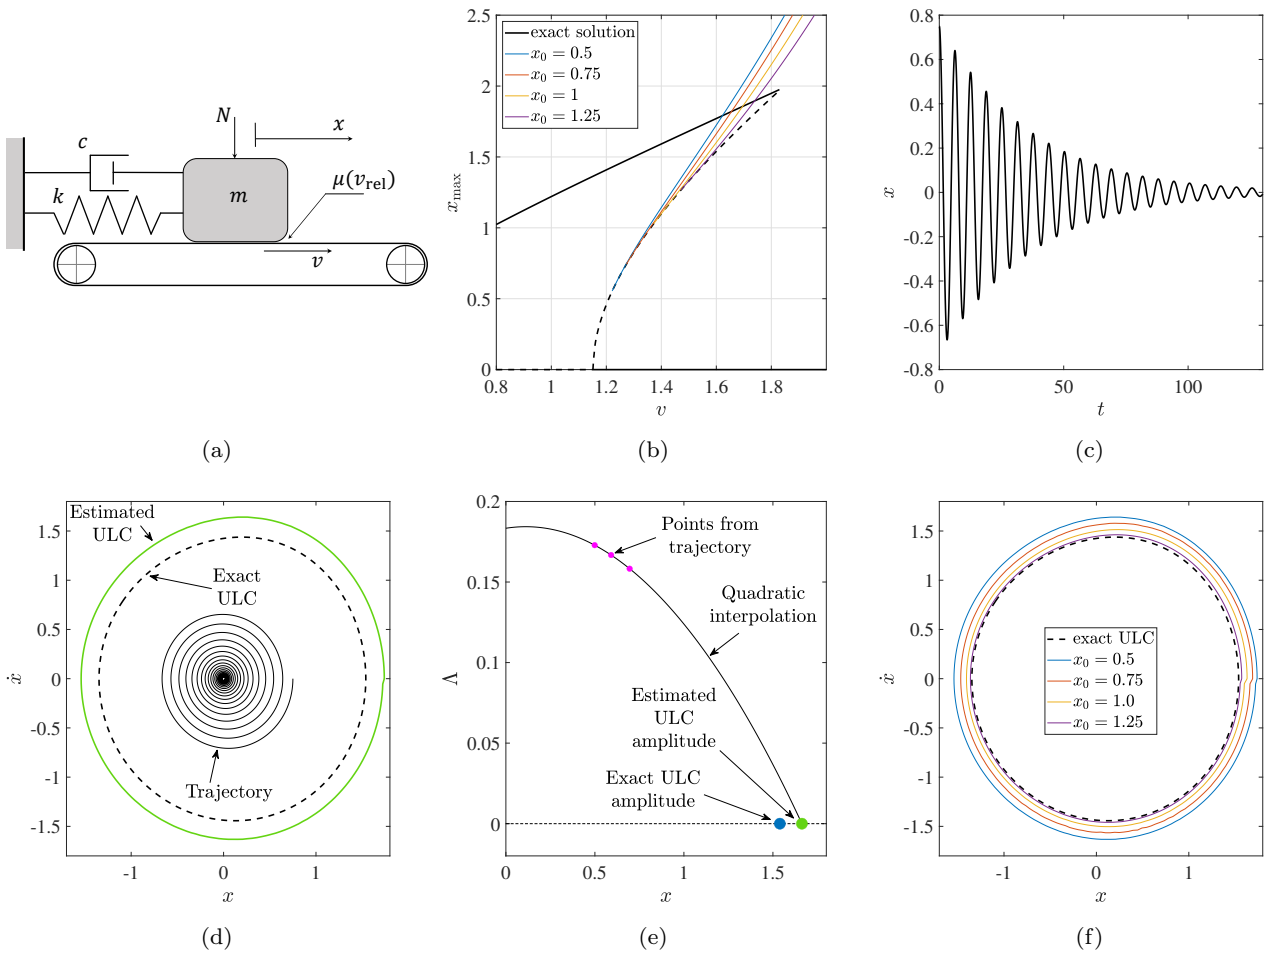 N
x
c
μ(v_rel)
k
m
v
(a)
2.5
2
1.5
1
0.5
0
x_max
exact solution
x_0 = 0.5
x_0 = 0.75
x_0 = 1
x_0 = 1.25
0.8 1 1.2 1.4 1.6 1.8
v
(b)
0.8
0.6
0.4
0.2
0
-0.2
-0.4
-0.6
-0.8
x
0 50 100
t
(c)
1.5
1
0.5
0
-0.5
-1
-1.5
ẋ
Estimated
ULC
Exact
ULC
Trajectory
-1 0 1
x
(d)
0.2
0.15
0.1
0.05
0
Λ
Points from
trajectory
Quadratic
interpolation
Estimated
ULC
amplitude
Exact ULC
amplitude
0 0.5 1 1.5
x
(e)
1.5
1
0.5
0
-0.5
-1
-1.5
ẋ
exact ULC
x_0 = 0.5
x_0 = 0.75
x_0 = 1.0
x_0 = 1.25
-1 0 1
x
(f)